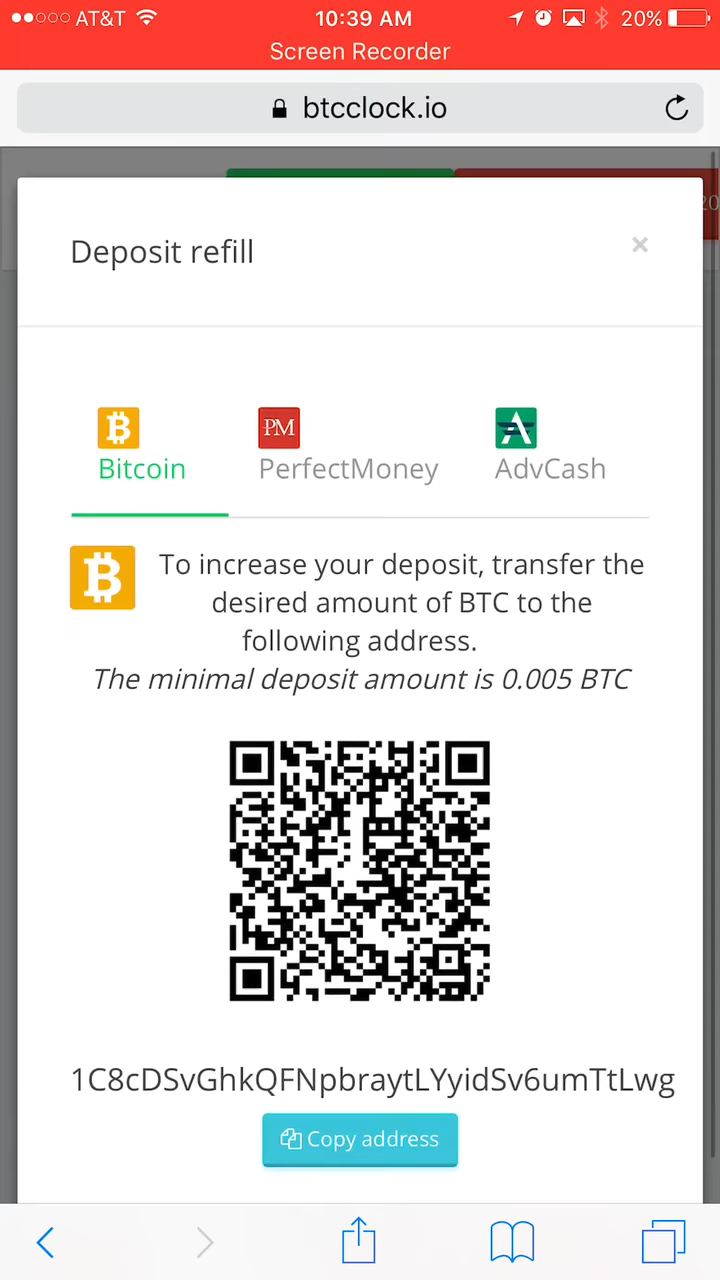 AT&T 10:39 AM 20%
Screen Recorder
btcclock.io
20
Deposit refill
×
Bitcoin PerfectMoney AdvCash
To increase your deposit, transfer the
desired amount of BTC to the
following address.
The minimal deposit amount is 0.005 BTC
1C8cDSvGhkQFNpbraytLYyidSv6umTtLwg
Copy address